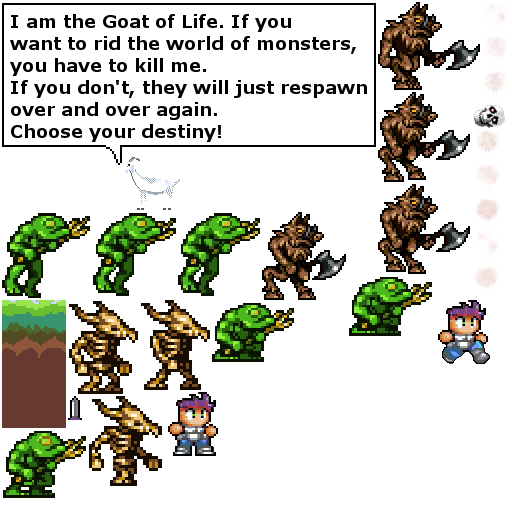 I am the Goat of Life. If you
want to rid the world of monsters,
you have to kill me.
If you don't, they will just respawn
over and over again.
Choose your destiny!